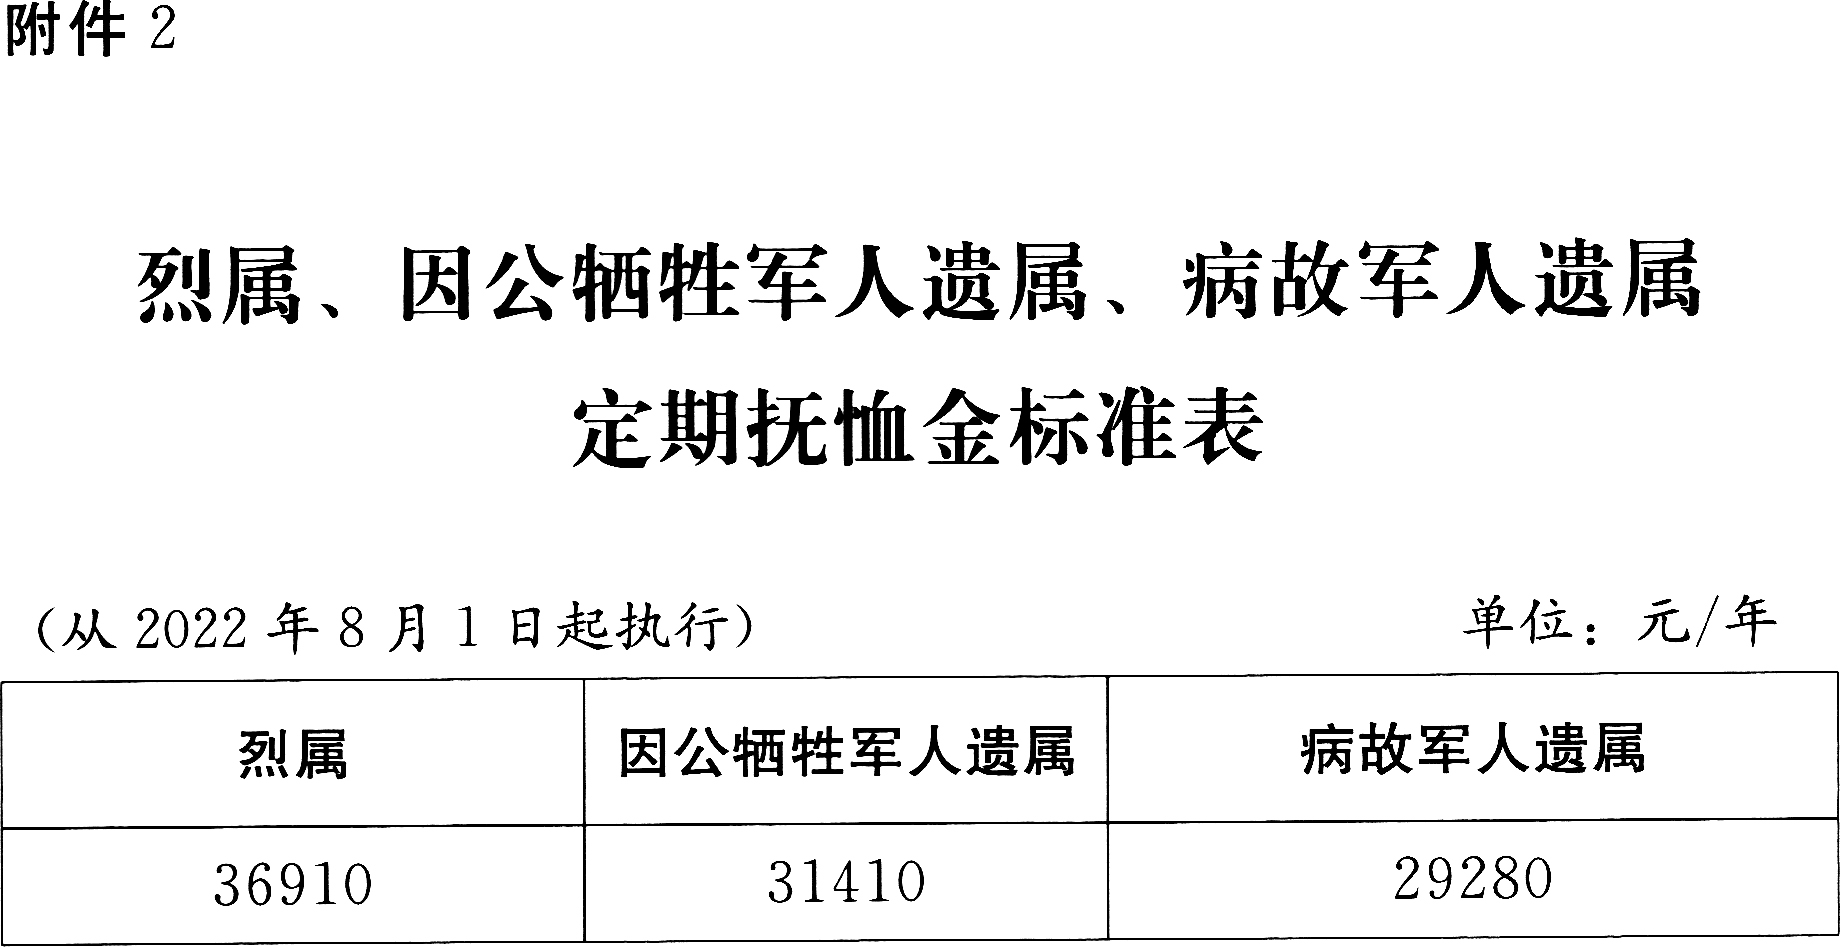 附件 2
烈属、因公牺牲军人遗属、病故军人遗属
定期抚恤金标准表
（从 2022 年 8 月 1 日起执行） 单位：元/年
烈属 因公牺牲军人遗属 病故军人遗属
36910 31410 29280